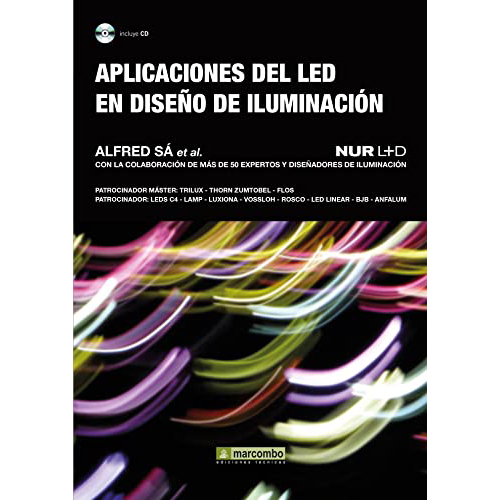 incluye CD
APLICACIONES DEL LED
EN DISEÑO DE ILUMINACIÓN
ALFRED SÁ et al.
NUR L+D
CON LA COLABORACIÓN DE MÁS DE 50 EXPERTOS Y DISEÑADORES DE ILUMINACIÓN
PATROCINADOR MÁSTER: TRILUX - THORN ZUMTOBEL - FLOS
PATROCINADOR: LEDS C4 - LAMP - LUXIONA - VOSSLOH - ROSCO - LED LINEAR - BJB - ANFALUM
marcombo
ediciones técnicas